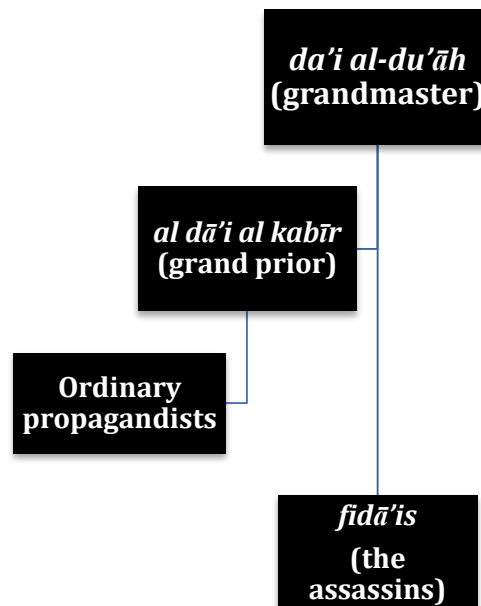 da’i al-du’āh
(grandmaster)
al dā’i al kabīr
(grand prior)
Ordinary
propagandists
fidā’is
(the
assassins)